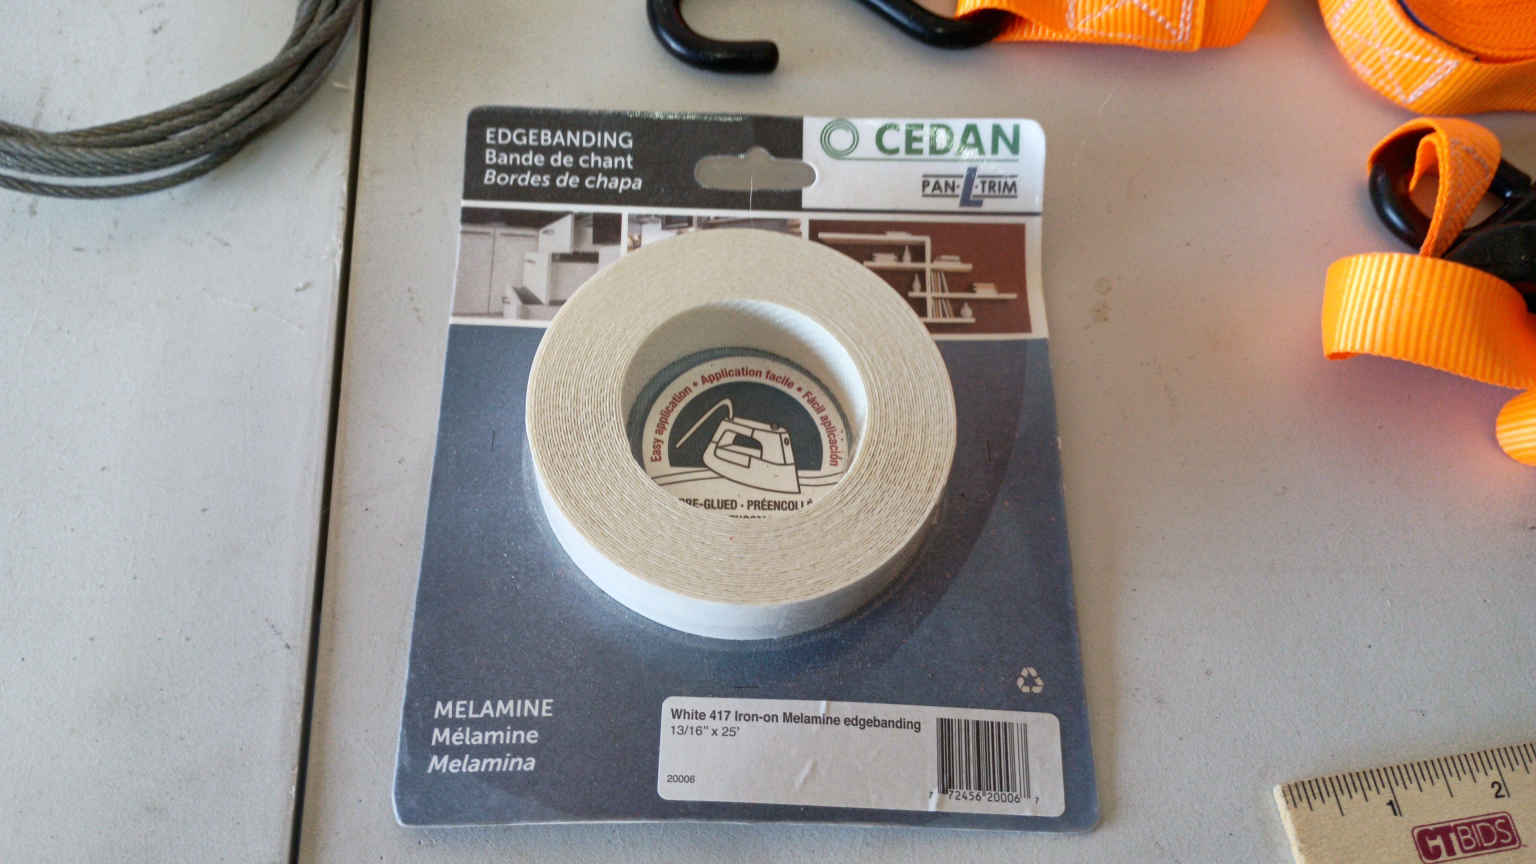 EDGEBANDING
Bande de chant
Bordes de chapa
CEDAN
PAN·L·TRIM
Easy application • Application facile • Fácil aplicación
PRE-GLUED · PRÉENCOLLÉ
MELAMINE
Mélamine
Melamina
White 417 Iron-on Melamine edgebanding
13/16" x 25'
20006
7 72456 20006 7
1 2
CTBIDS